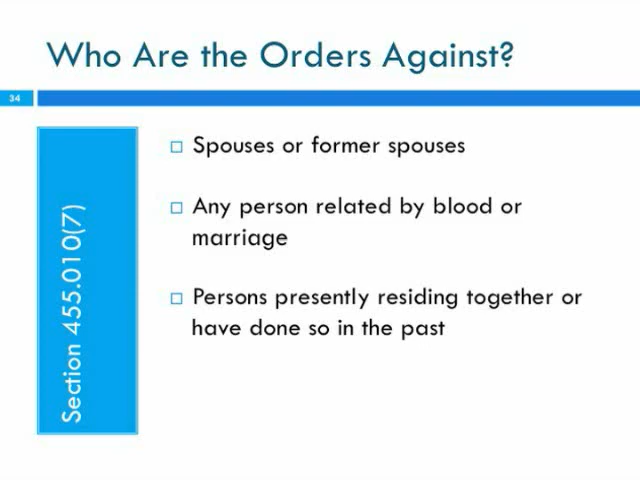 Who Are the Orders Against?
34
Section 455.010(7)
Spouses or former spouses
Any person related by blood or
marriage
Persons presently residing together or
have done so in the past